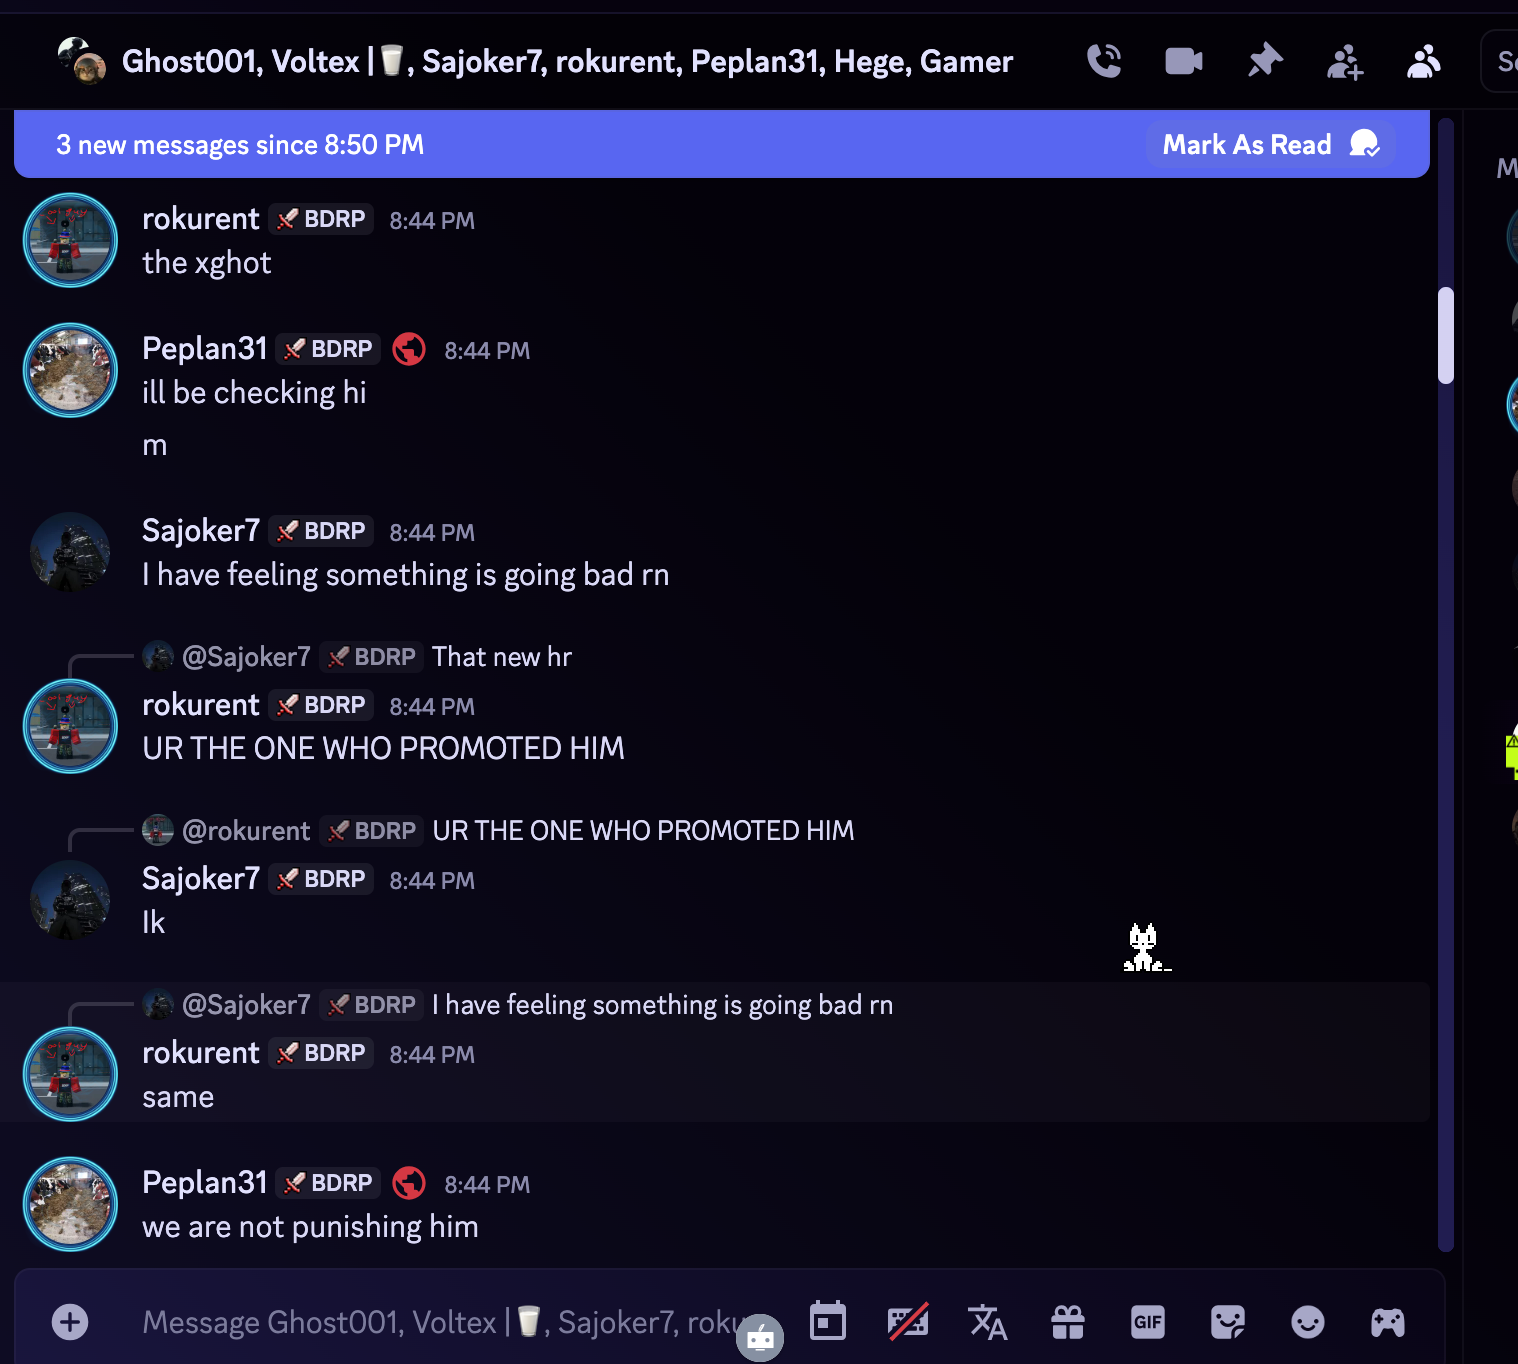 Ghost001, Voltex |🥛, Sajoker7, rokurent, Peplan31, Hege, Gamer
3 new messages since 8:50 PM
Mark As Read
rokurent BDRP 8:44 PM
the xghot
Peplan31 BDRP 8:44 PM
ill be checking hi
m
Sajoker7 BDRP 8:44 PM
I have feeling something is going bad rn
@Sajoker7 BDRP That new hr
rokurent BDRP 8:44 PM
UR THE ONE WHO PROMOTED HIM
@rokurent BDRP UR THE ONE WHO PROMOTED HIM
Sajoker7 BDRP 8:44 PM
Ik
@Sajoker7 BDRP I have feeling something is going bad rn
rokurent BDRP 8:44 PM
same
Peplan31 BDRP 8:44 PM
we are not punishing him
Message Ghost001, Voltex |🥛, Sajoker7, roku
GIF